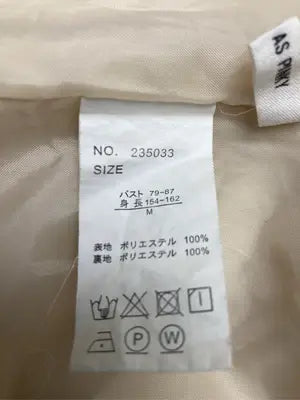 AS PINKY
NO. 235033
SIZE
バスト 79-87
身長 154-162
M
表地 ポリエステル 100%
裏地 ポリエステル 100%
P W